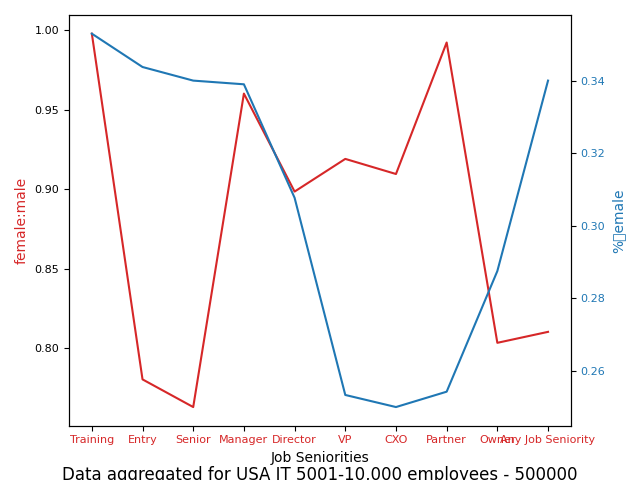 1.00
0.95
0.90
0.85
0.80
female:male
0.34
0.32
0.30
0.28
0.26
%▯emale
Training Entry Senior Manager Director VP CXO Partner Owner Any Job Seniority
Job Seniorities
Data aggregated for USA IT 5001-10,000 employees - 500000